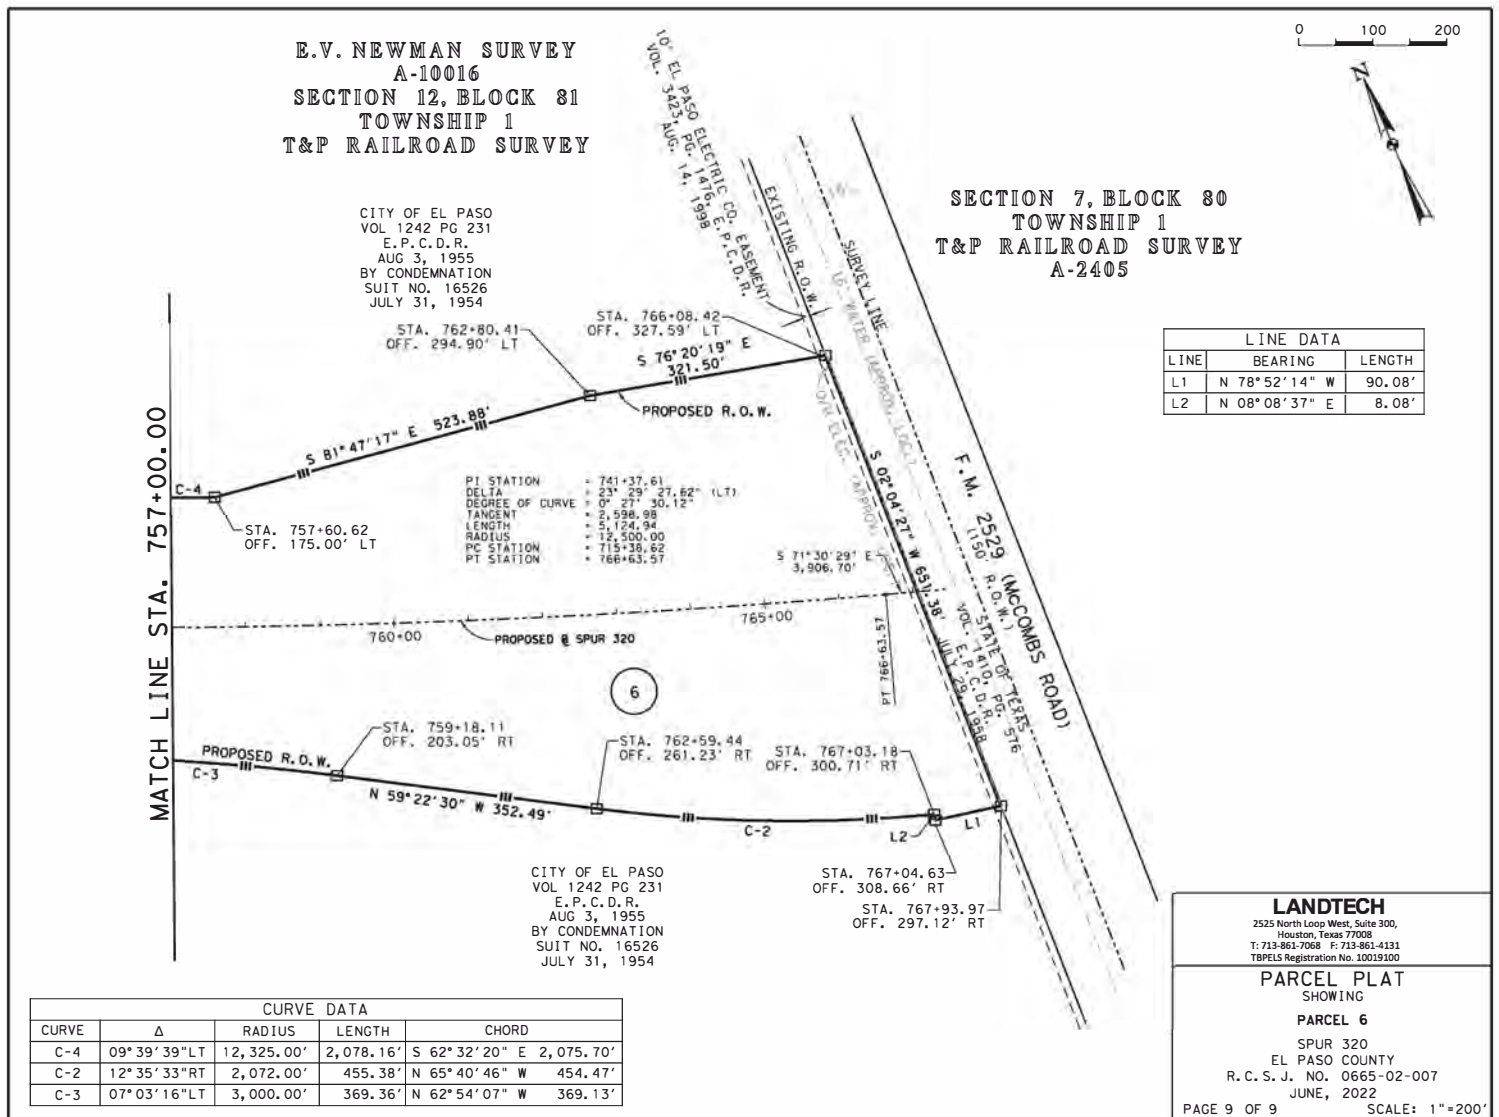 E.V. NEWMAN SURVEY
A-10016
SECTION 12, BLOCK 81
TOWNSHIP 1
T&P RAILROAD SURVEY
10' EL PASO ELECTRIC CO. EASEMENT
VOL. 3423, PG. 1476, E.P.C.D.R.
AUG. 14, 1998
0 100 200
N
SECTION 7, BLOCK 80
TOWNSHIP 1
T&P RAILROAD SURVEY
A-2405
CITY OF EL PASO
VOL 1242 PG 231
E.P.C.D.R.
AUG 3, 1955
BY CONDEMNATION
SUIT NO. 16526
JULY 31, 1954
EXISTING R.O.W.
SURVEY LINE
16" WATER (APPROX. LOC.)
O/H ELEC. (APPROX.
STA. 762+80.41
OFF. 294.90' LT
STA. 766+08.42
OFF. 327.59' LT
S 76°20'19" E
321.50'
PROPOSED R.O.W.
S 81°47'17" E 523.88'
LINE DATA
LINE BEARING LENGTH
L1 N 78°52'14" W 90.08'
L2 N 08°08'37" E 8.08'
MATCH LINE STA. 757+00.00
C-4
STA. 757+60.62
OFF. 175.00' LT
PI STATION = 741+37.61
DELTA = 23° 29' 27.62" (LT)
DEGREE OF CURVE = 0° 27' 30.12"
TANGENT = 2,598.98
LENGTH = 5,124.94
RADIUS = 12,500.00
PC STATION = 715+38.62
PT STATION = 766+63.57
S 02°04'27" W 651.38'
F.M. 2529 (MCCOMBS ROAD)
(150' R.O.W.)
STATE OF TEXAS
VOL. 1410, PG. 576
E.P.C.D.R.
JULY 29, 1958
S 71°30'29" E
3,906.70'
760+00
765+00
PROPOSED ℄ SPUR 320
PT 766+63.57
6
STA. 759+18.11
OFF. 203.05' RT
PROPOSED R.O.W.
C-3
N 59°22'30" W 352.49'
STA. 762+59.44
OFF. 261.23' RT
STA. 767+03.18
OFF. 300.71' RT
C-2
L2
L1
CITY OF EL PASO
VOL 1242 PG 231
E.P.C.D.R.
AUG 3, 1955
BY CONDEMNATION
SUIT NO. 16526
JULY 31, 1954
STA. 767+04.63
OFF. 308.66' RT
STA. 767+93.97
OFF. 297.12' RT
CURVE DATA
CURVE Δ RADIUS LENGTH CHORD
C-4 09°39'39"LT 12,325.00' 2,078.16' S 62°32'20" E 2,075.70'
C-2 12°35'33"RT 2,072.00' 455.38' N 65°40'46" W 454.47'
C-3 07°03'16"LT 3,000.00' 369.36' N 62°54'07" W 369.13'
LANDTECH
2525 North Loop West, Suite 300,
Houston, Texas 77008
T: 713-861-7068 F: 713-861-4131
TBPELS Registration No. 10019100
PARCEL PLAT
SHOWING
PARCEL 6
SPUR 320
EL PASO COUNTY
R.C.S.J. NO. 0665-02-007
JUNE, 2022
PAGE 9 OF 9 SCALE: 1"=200'